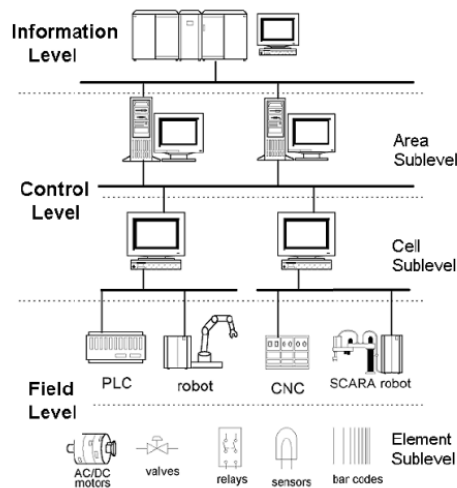 Information
Level
Area
Sublevel
Control
Level
Cell
Sublevel
PLC
robot
CNC
SCARA robot
Field
Level
Element
Sublevel
AC/DC
motors
valves
relays
sensors
bar codes